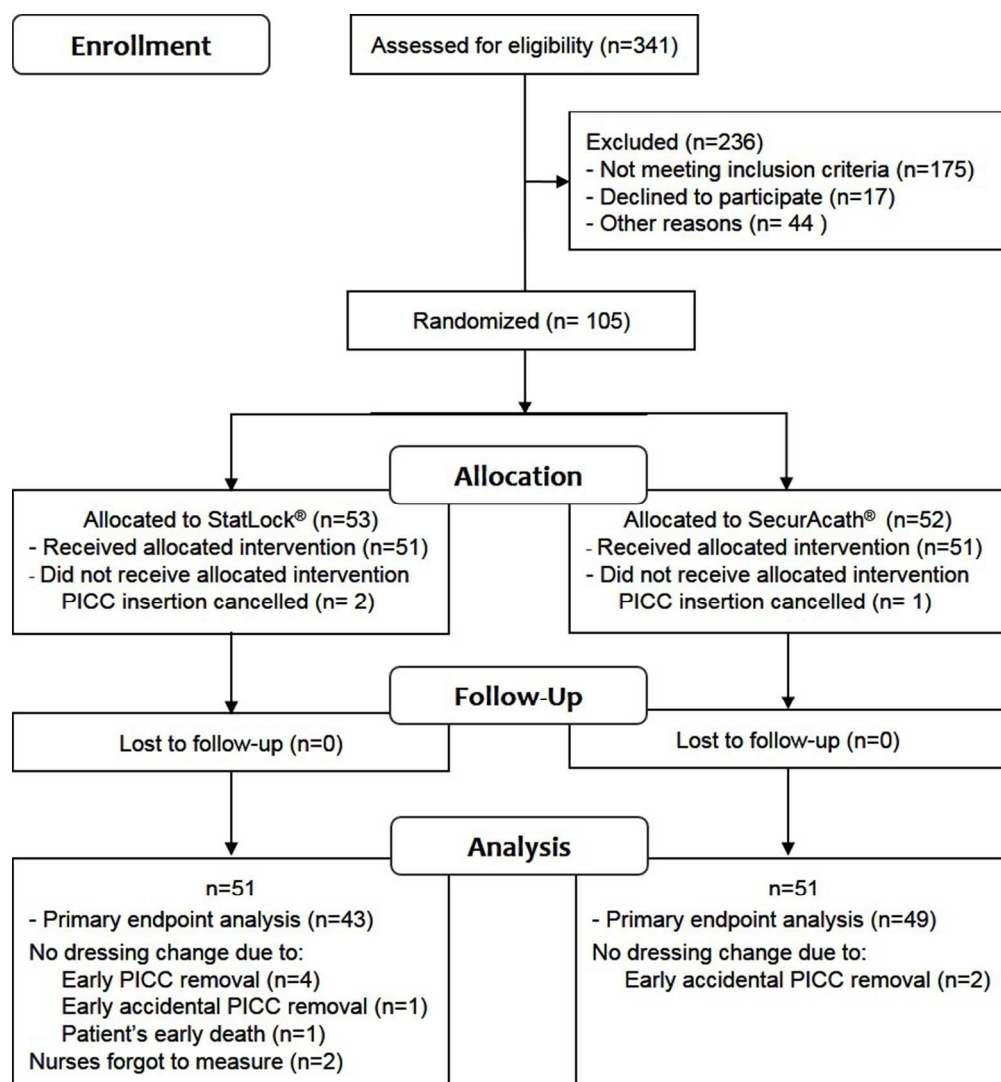 Enrollment
Assessed for eligibility (n=341)
Excluded (n=236)
- Not meeting inclusion criteria (n=175)
- Declined to participate (n=17)
- Other reasons (n= 44 )
Randomized (n= 105)
Allocation
Allocated to StatLock® (n=53)
- Received allocated intervention (n=51)
- Did not receive allocated intervention
PICC insertion cancelled (n= 2)
Allocated to SecurAcath® (n=52)
- Received allocated intervention (n=51)
- Did not receive allocated intervention
PICC insertion cancelled (n= 1)
Follow-Up
Lost to follow-up (n=0)
Lost to follow-up (n=0)
Analysis
n=51
- Primary endpoint analysis (n=43)
No dressing change due to:
Early PICC removal (n=4)
Early accidental PICC removal (n=1)
Patient's early death (n=1)
Nurses forgot to measure (n=2)
n=51
- Primary endpoint analysis (n=49)
No dressing change due to:
Early accidental PICC removal (n=2)